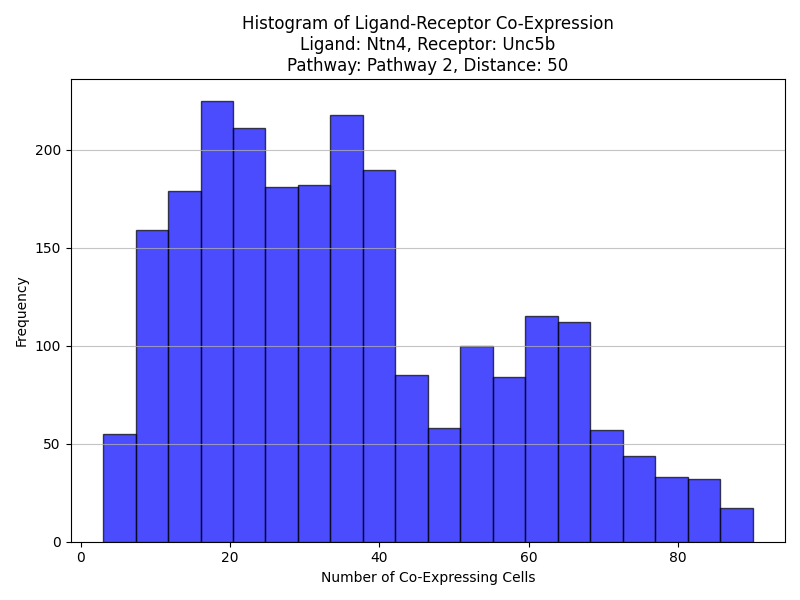 Histogram of Ligand-Receptor Co-Expression
Ligand: Ntn4, Receptor: Unc5b
Pathway: Pathway 2, Distance: 50
Frequency
200
150
100
50
0
0 20 40 60 80
Number of Co-Expressing Cells